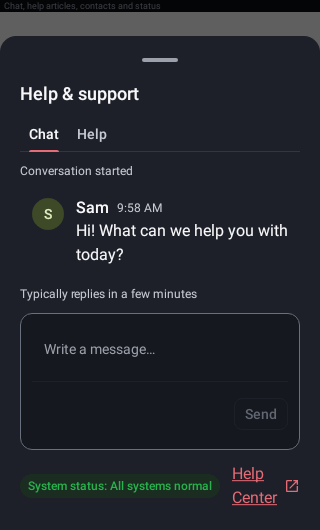 Chat, help articles, contacts and status
Help & support
Chat Help
Conversation started
S Sam 9:58 AM
Hi! What can we help you with
today?
Typically replies in a few minutes
Write a message...
Send
System status: All systems normal
Help
Center